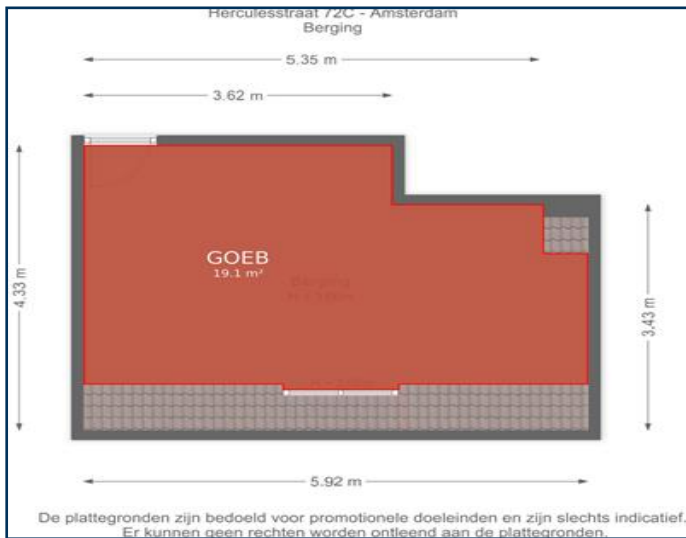 Herculesstraat 72C - Amsterdam
Berging
5.35 m
3.62 m
4.33 m
GOEB
19.1 m²
Berging
3.43 m
5.92 m
De plattegronden zijn bedoeld voor promotionele doeleinden en zijn slechts indicatief.
Er kunnen geen rechten worden ontleend aan de plattegronden.